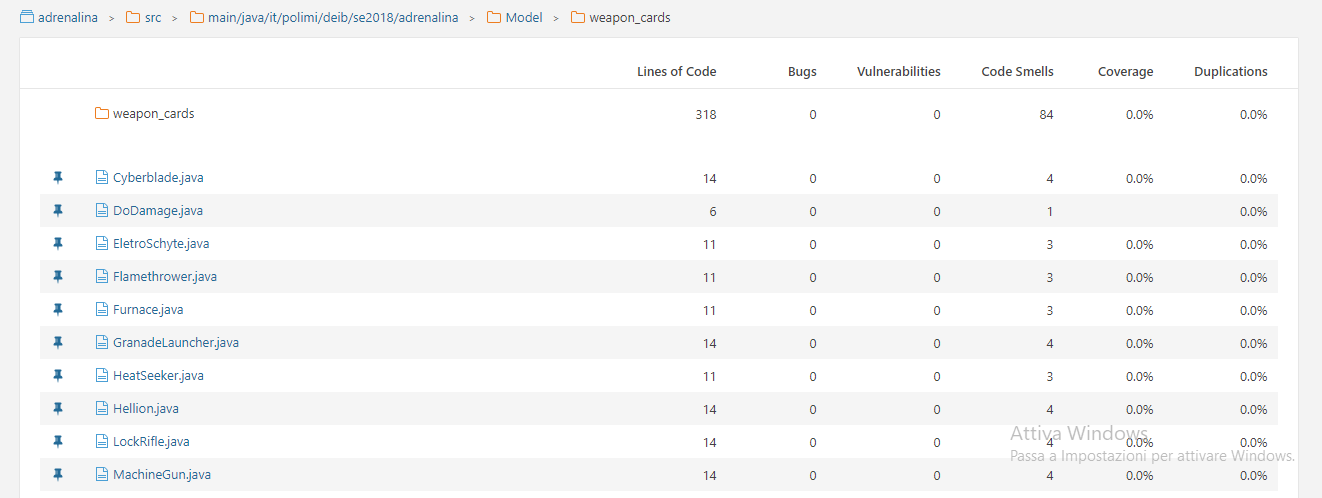 adrenalina > src > main/java/it/polimi/deib/se2018/adrenalina > Model > weapon_cards
Lines of Code Bugs Vulnerabilities Code Smells Coverage Duplications
weapon_cards 318 0 0 84 0.0% 0.0%
Cyberblade.java 14 0 0 4 0.0% 0.0%
DoDamage.java 6 0 0 1 0.0%
EletroSchyte.java 11 0 0 3 0.0% 0.0%
Flamethrower.java 11 0 0 3 0.0% 0.0%
Furnace.java 11 0 0 3 0.0% 0.0%
GranadeLauncher.java 14 0 0 4 0.0% 0.0%
HeatSeeker.java 11 0 0 3 0.0% 0.0%
Hellion.java 14 0 0 4 0.0% 0.0%
LockRifle.java 14 0 0 4 0.0% 0.0%
MachineGun.java 14 0 0 4 0.0% 0.0%
Attiva Windows
Passa a Impostazioni per attivare Windows.